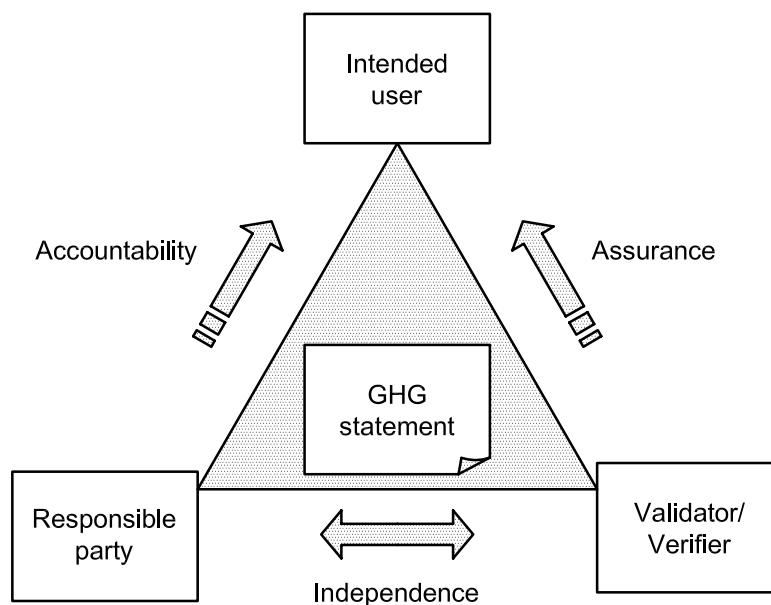 Intended
user
Accountability
Assurance
GHG
statement
Responsible
party
Validator/
Verifier
Independence